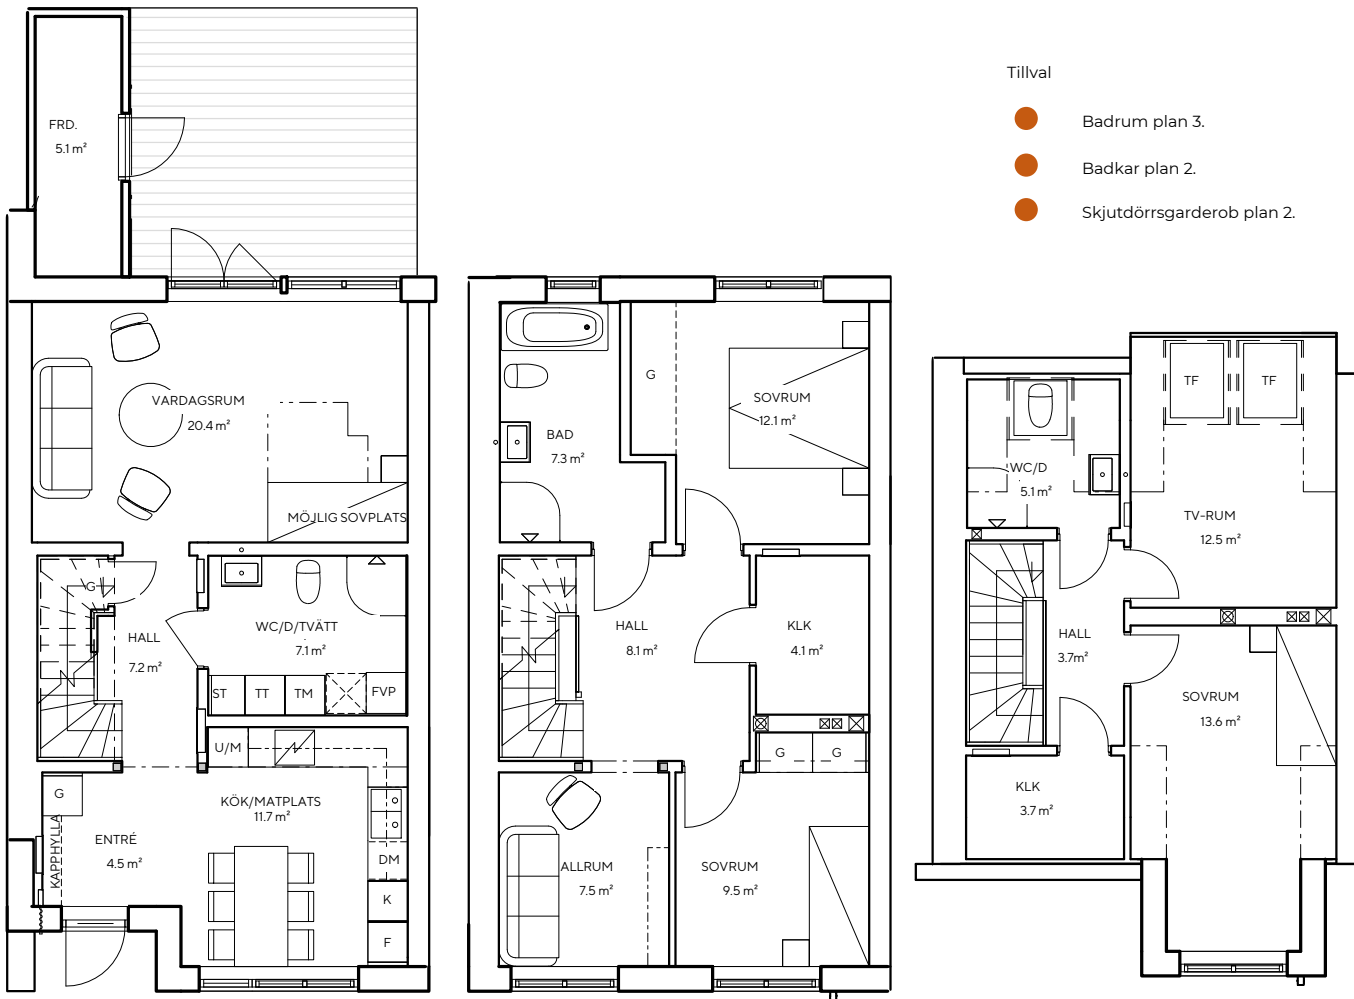 Tillval
Badrum plan 3.
Badkar plan 2.
Skjutdörrsgarderob plan 2.
FRD.
5.1 m²
VARDAGSRUM
20.4 m²
MÖJLIG SOVPLATS
G
HALL
7.2 m²
WC/D/TVÄTT
7.1 m²
ST
TT
TM
FVP
U/M
G
KAPPHYLLA
ENTRÉ
4.5 m²
KÖK/MATPLATS
11.7 m²
DM
K
F
G
SOVRUM
12.1 m²
BAD
7.3 m²
HALL
8.1 m²
KLK
4.1 m²
G
G
ALLRUM
7.5 m²
SOVRUM
9.5 m²
TF
TF
WC/D
5.1 m²
TV-RUM
12.5 m²
HALL
3.7m²
SOVRUM
13.6 m²
KLK
3.7 m²